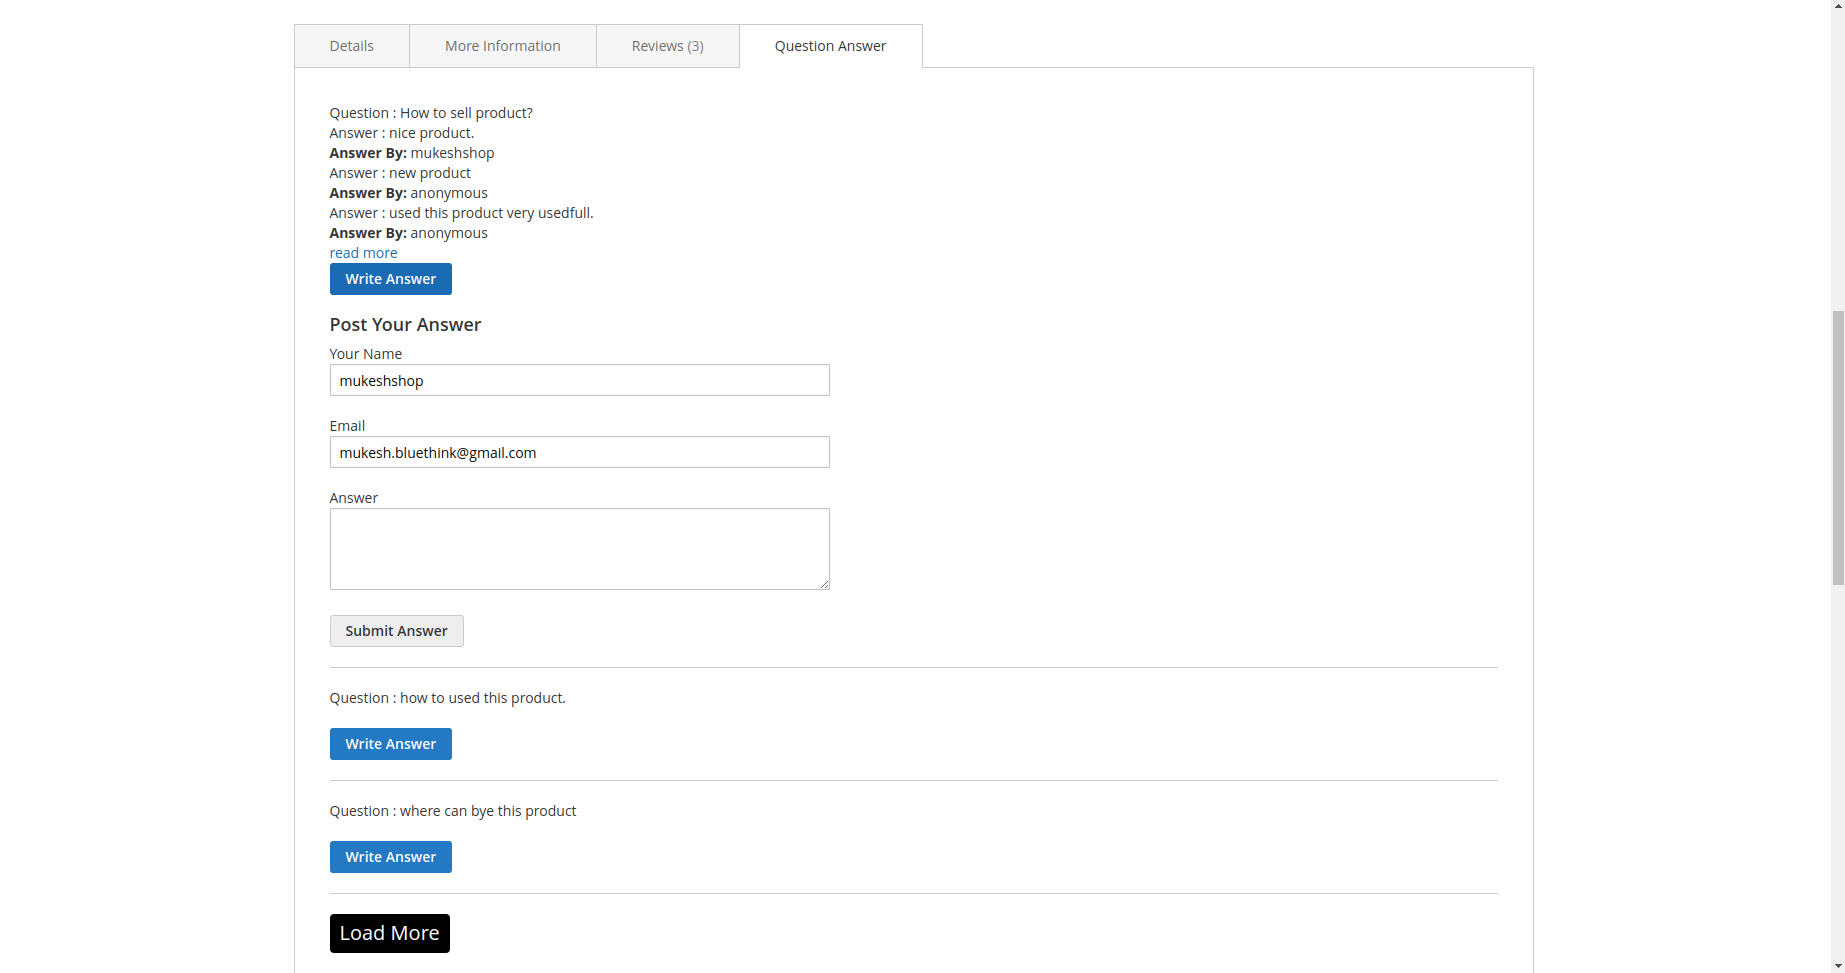 Details More Information Reviews (3) Question Answer
Question : How to sell product?
Answer : nice product.
Answer By: mukeshshop
Answer : new product
Answer By: anonymous
Answer : used this product very usedfull.
Answer By: anonymous
read more
Write Answer
Post Your Answer
Your Name
mukeshshop
Email
mukesh.bluethink@gmail.com
Answer
Submit Answer
Question : how to used this product.
Write Answer
Question : where can bye this product
Write Answer
Load More